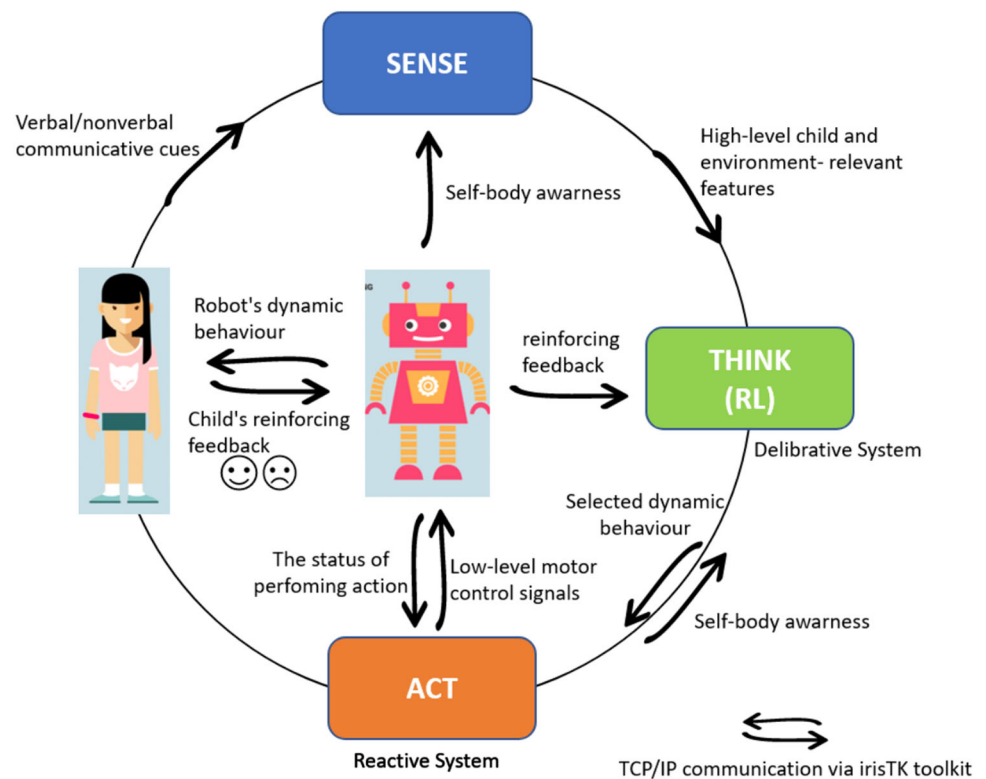 SENSE
Verbal/nonverbal
communicative cues
High-level child and
environment- relevant
features
Self-body awarness
NG
Robot's dynamic
behaviour
reinforcing
feedback
THINK
(RL)
Child's reinforcing
feedback
Delibrative System
Selected dynamic
behaviour
The status of
perfoming action
Low-level motor
control signals
Self-body awarness
ACT
Reactive System
TCP/IP communication via irisTK toolkit